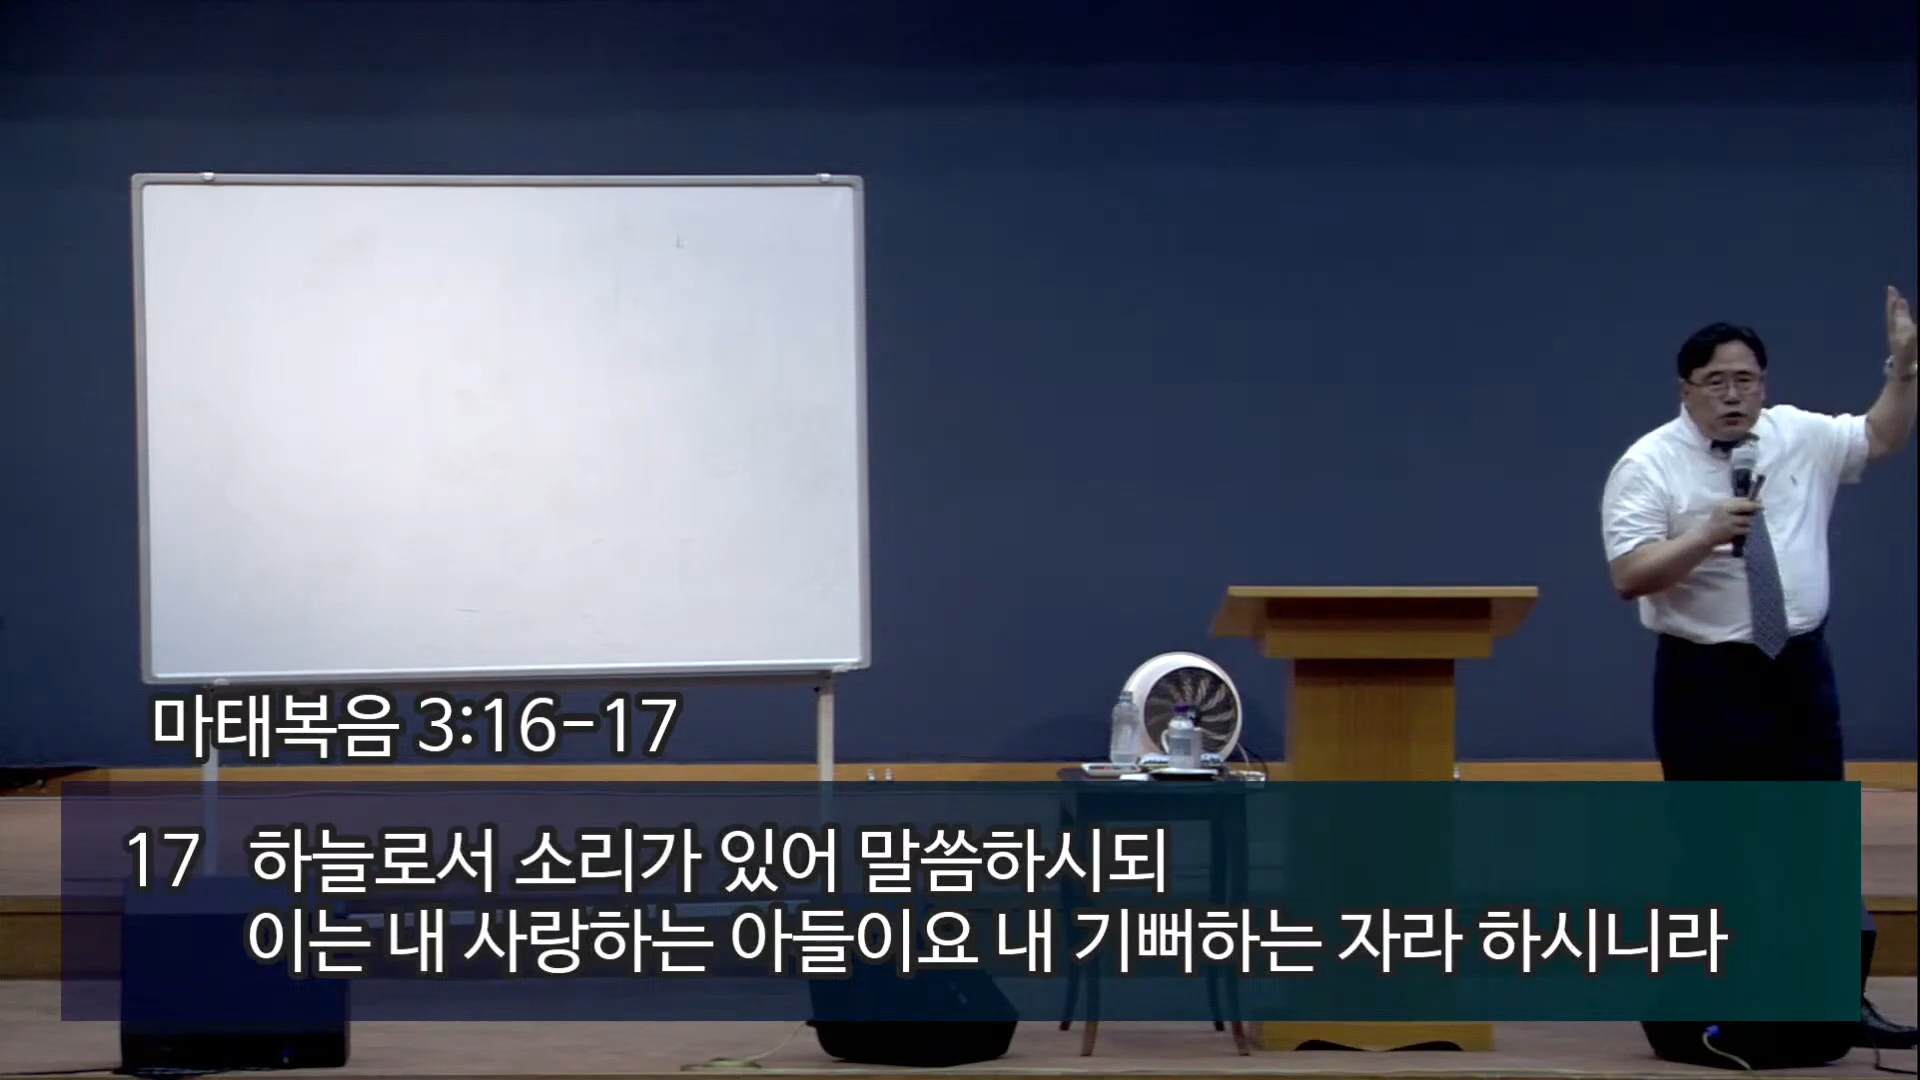 마태복음 3:16-17
17 하늘로서 소리가 있어 말씀하시되
이는 내 사랑하는 아들이요 내 기뻐하는 자라 하시니라